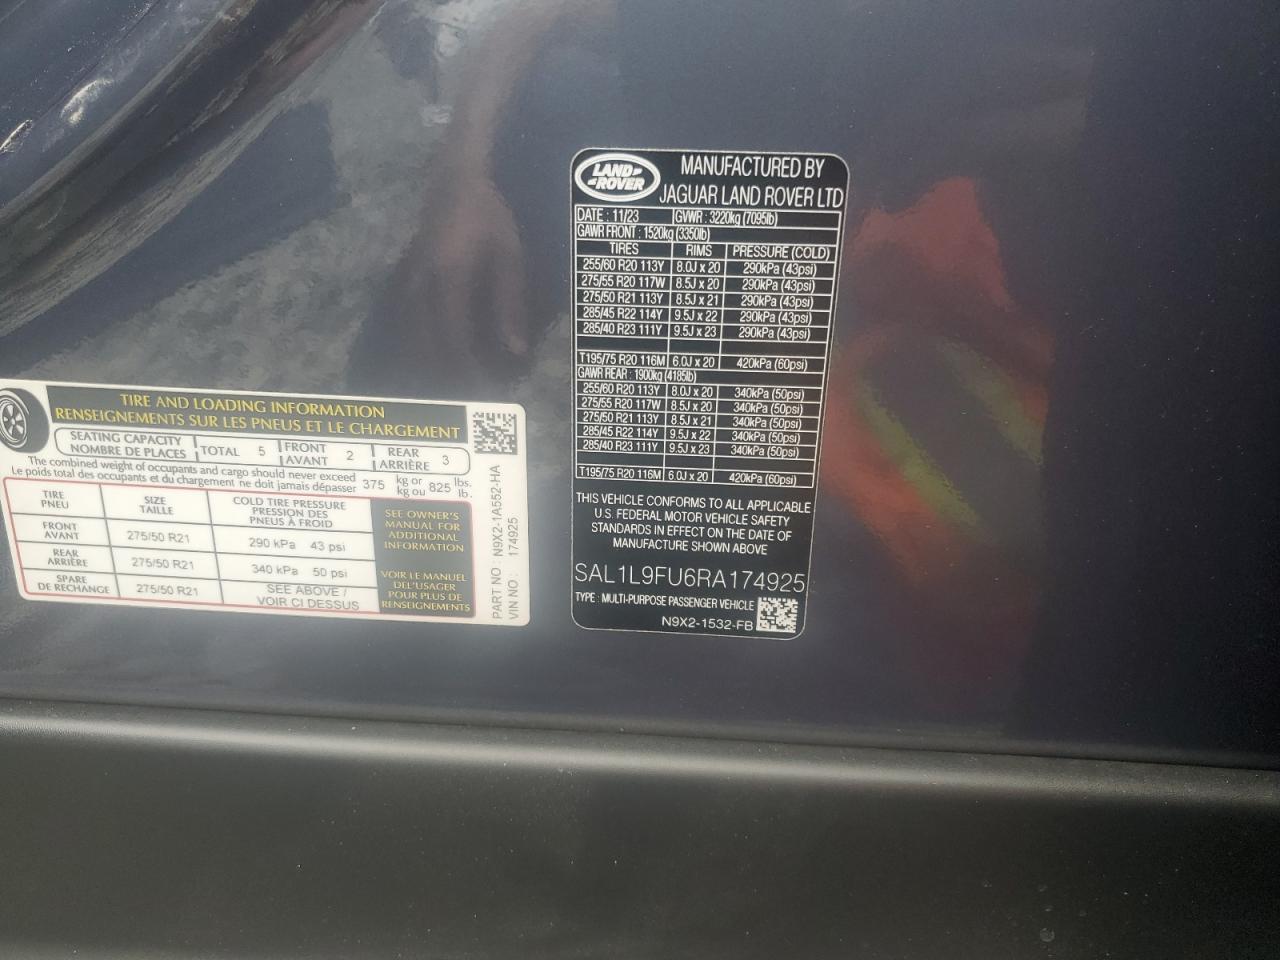 TIRE AND LOADING INFORMATION
RENSEIGNEMENTS SUR LES PNEUS ET LE CHARGEMENT
SEATING CAPACITY
NOMBRE DE PLACES
TOTAL 5
FRONT
AVANT 2
REAR
ARRIÈRE 3
The combined weight of occupants and cargo should never exceed
Le poids total des occupants et du chargement ne doit jamais dépasser
375 kg or
kg ou 825 lbs.
lb.
TIRE
PNEU
SIZE
TAILLE
COLD TIRE PRESSURE
PRESSION DES
PNEUS À FROID
FRONT
AVANT
275/50 R21
290 kPa 43 psi
REAR
ARRIÈRE
275/50 R21
340 kPa 50 psi
SPARE
DE RECHANGE
275/50 R21
SEE ABOVE /
VOIR CI DESSUS
SEE OWNER'S
MANUAL FOR
ADDITIONAL
INFORMATION
VOIR LE MANUEL
DEL'USAGER
POUR PLUS DE
RENSEIGNEMENTS
PART NO : N9X2-1A552-HA
VIN NO : 174925
LAND-
-ROVER
MANUFACTURED BY
JAGUAR LAND ROVER LTD
DATE : 11/23 GVWR : 3220kg (7095lb)
GAWR FRONT : 1520kg (3350lb)
TIRES RIMS PRESSURE (COLD)
255/60 R20 113Y 8.0J x 20 290kPa (43psi)
275/55 R20 117W 8.5J x 20 290kPa (43psi)
275/50 R21 113Y 8.5J x 21 290kPa (43psi)
285/45 R22 114Y 9.5J x 22 290kPa (43psi)
285/40 R23 111Y 9.5J x 23 290kPa (43psi)
T195/75 R20 116M 6.0J x 20 420kPa (60psi)
GAWR REAR : 1900kg (4185lb)
255/60 R20 113Y 8.0J x 20 340kPa (50psi)
275/55 R20 117W 8.5J x 20 340kPa (50psi)
275/50 R21 113Y 8.5J x 21 340kPa (50psi)
285/45 R22 114Y 9.5J x 22 340kPa (50psi)
285/40 R23 111Y 9.5J x 23 340kPa (50psi)
T195/75 R20 116M 6.0J x 20 420kPa (60psi)
THIS VEHICLE CONFORMS TO ALL APPLICABLE
U.S. FEDERAL MOTOR VEHICLE SAFETY
STANDARDS IN EFFECT ON THE DATE OF
MANUFACTURE SHOWN ABOVE
SAL1L9FU6RA174925
TYPE : MULTI-PURPOSE PASSENGER VEHICLE
N9X2-1532-FB